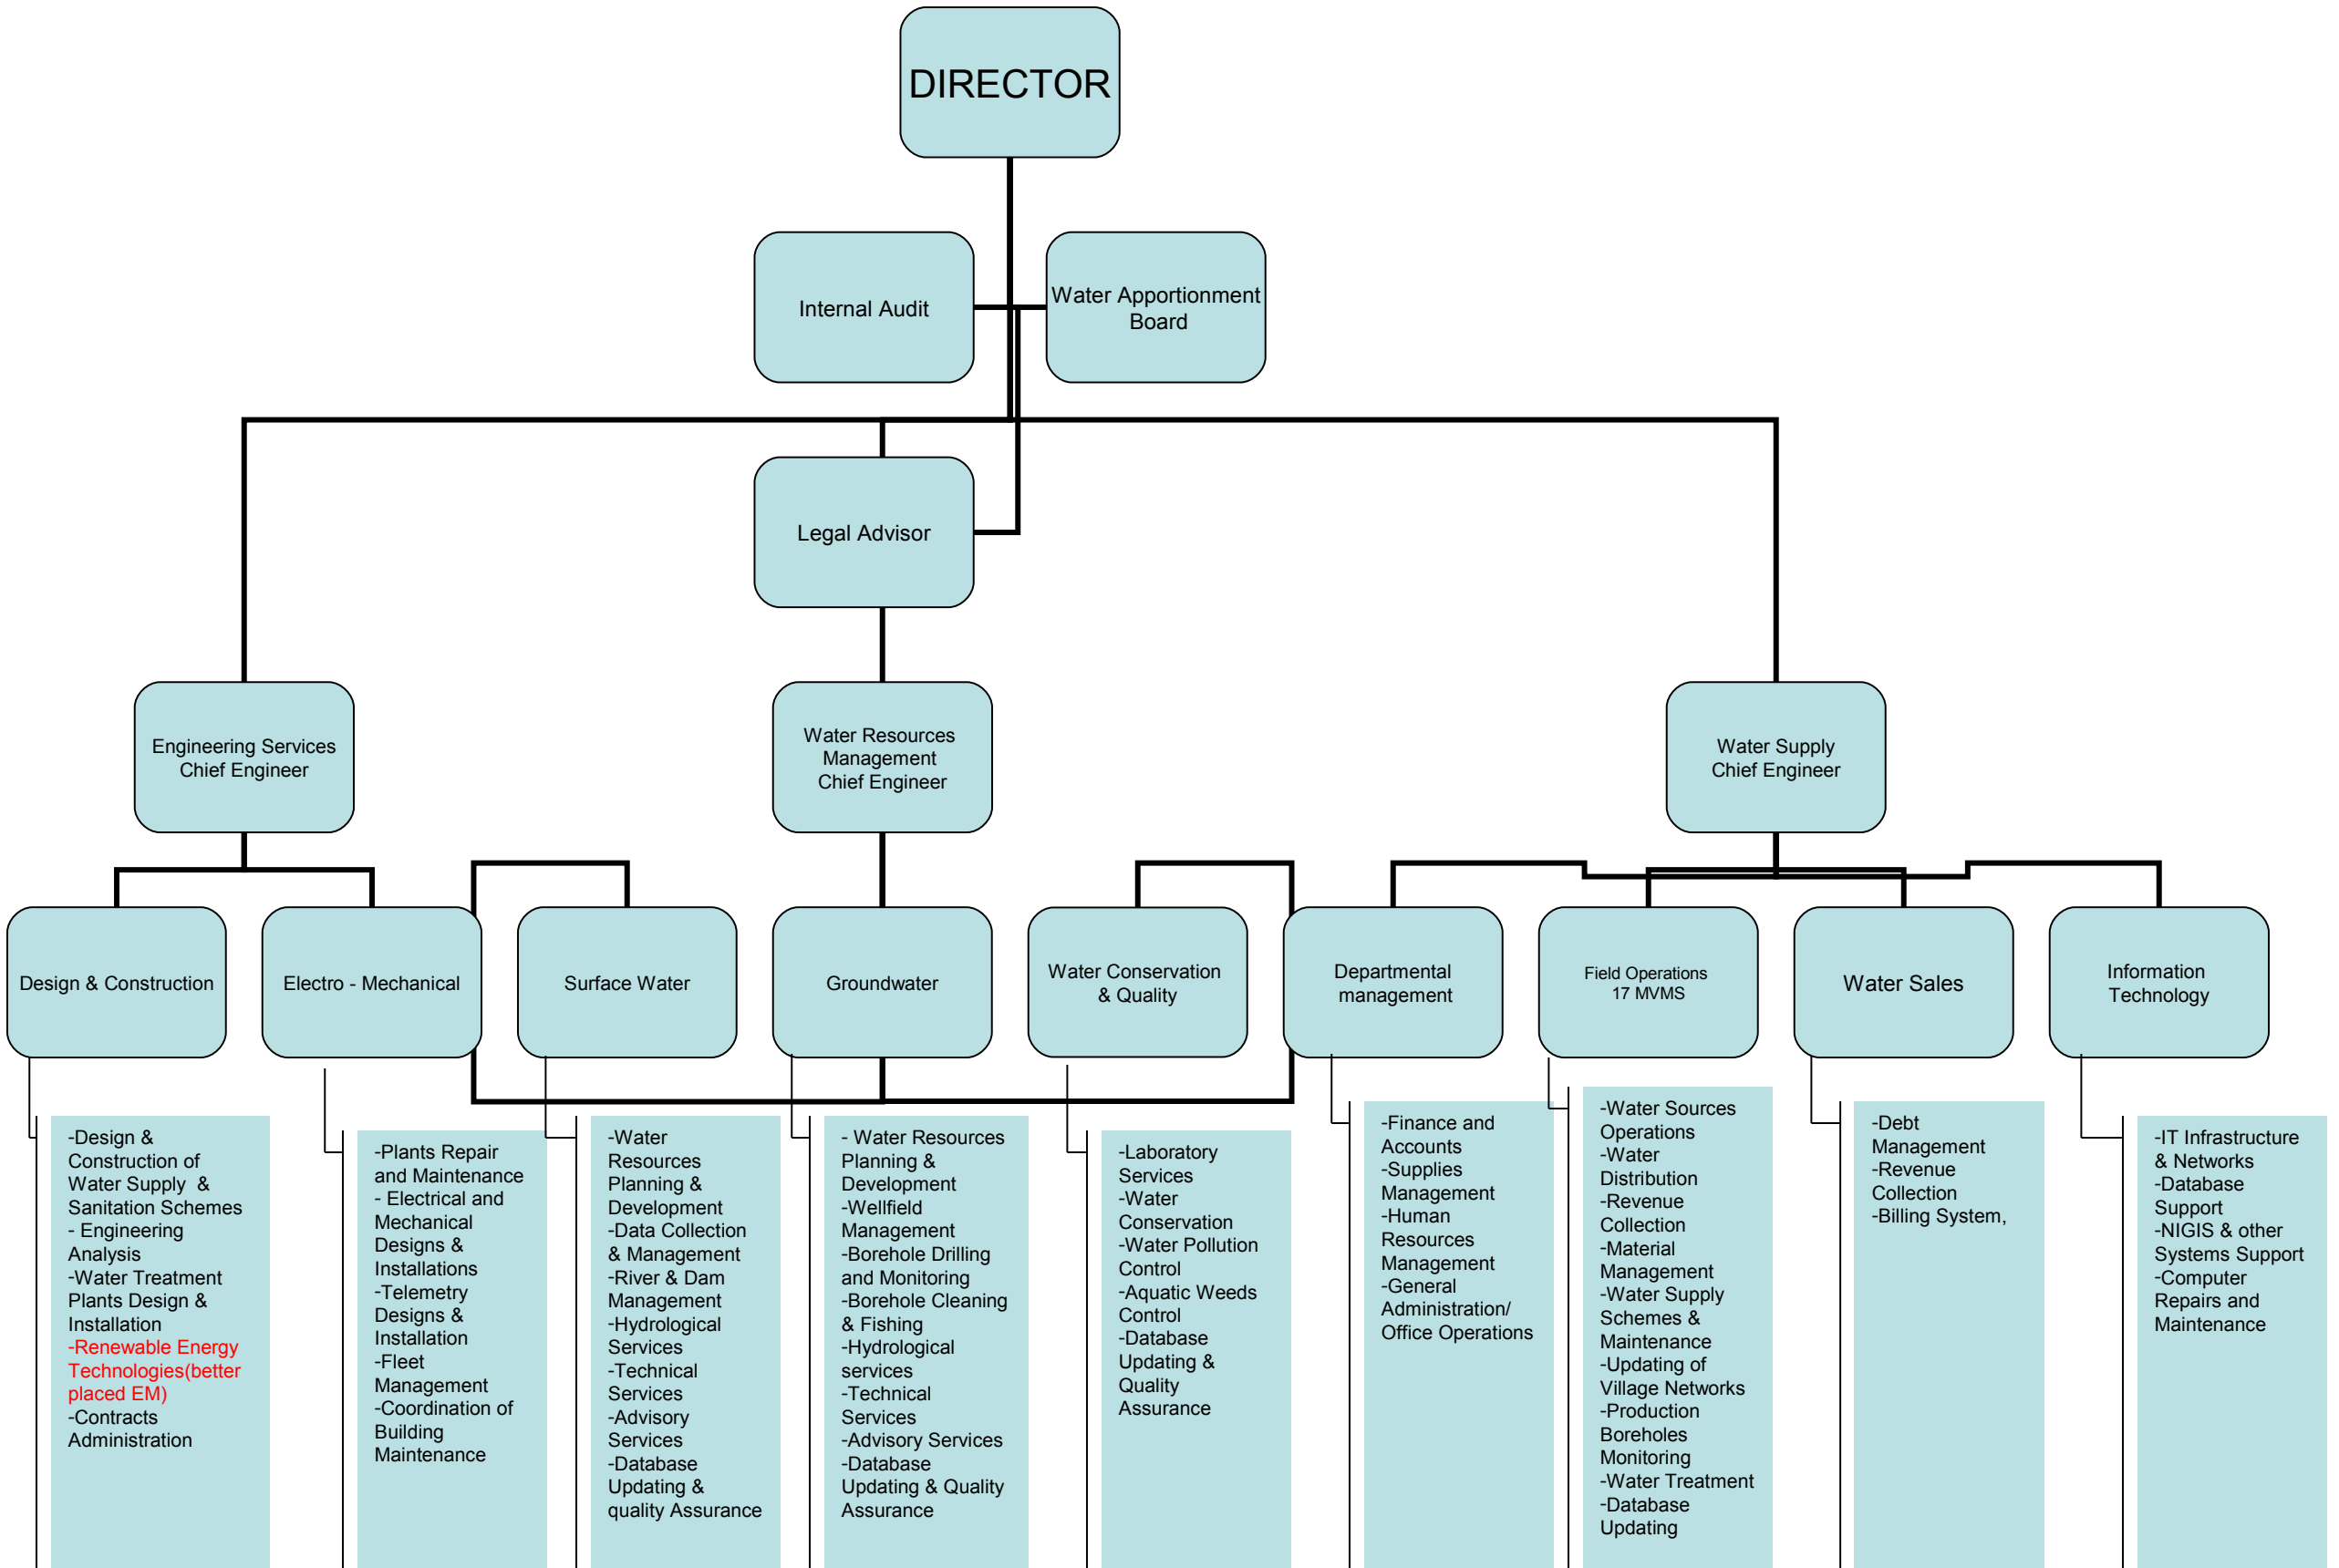 DIRECTOR
Internal Audit
Water Apportionment
Board
Legal Advisor
Engineering Services
Chief Engineer
Water Resources
Management
Chief Engineer
Water Supply
Chief Engineer
Design & Construction
Electro - Mechanical
Surface Water
Groundwater
Water Conservation
& Quality
Departmental
management
Field Operations
17 MVMS
Water Sales
Information
Technology
-Design &
Construction of
Water Supply &
Sanitation Schemes
- Engineering
Analysis
-Water Treatment
Plants Design &
Installation
-Renewable Energy
Technologies(better
placed EM)
-Contracts
Administration
-Plants Repair
and Maintenance
- Electrical and
Mechanical
Designs &
Installations
-Telemetry
Designs &
Installation
-Fleet
Management
-Coordination of
Building
Maintenance
-Water
Resources
Planning &
Development
-Data Collection
& Management
-River & Dam
Management
-Hydrological
Services
-Technical
Services
-Advisory
Services
-Database
Updating &
quality Assurance
- Water Resources
Planning &
Development
-Wellfield
Management
-Borehole Drilling
and Monitoring
-Borehole Cleaning
& Fishing
-Hydrological
services
-Technical
Services
-Advisory Services
-Database
Updating & Quality
Assurance
-Laboratory
Services
-Water
Conservation
-Water Pollution
Control
-Aquatic Weeds
Control
-Database
Updating &
Quality
Assurance
-Finance and
Accounts
-Supplies
Management
-Human
Resources
Management
-General
Administration/
Office Operations
-Water Sources
Operations
-Water
Distribution
-Revenue
Collection
-Material
Management
-Water Supply
Schemes &
Maintenance
-Updating of
Village Networks
-Production
Boreholes
Monitoring
-Water Treatment
-Database
Updating
-Debt
Management
-Revenue
Collection
-Billing System,
-IT Infrastructure
& Networks
-Database
Support
-NIGIS & other
Systems Support
-Computer
Repairs and
Maintenance